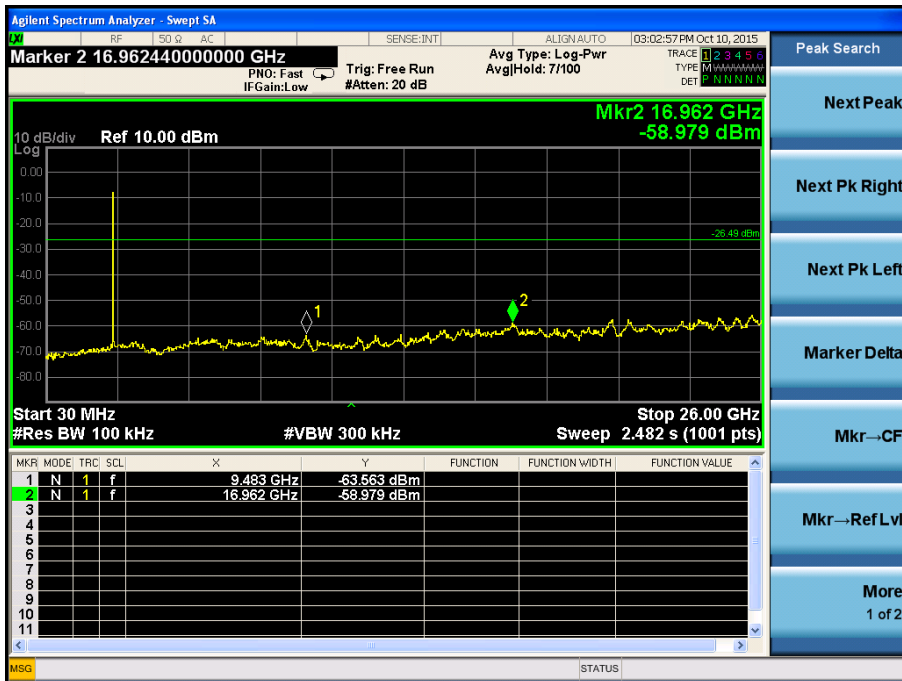 Agilent Spectrum Analyzer - Swept SA
LXI RF 50 Ω AC SENSE:INT ALIGN AUTO 03:02:57 PM Oct 10, 2015
Marker 2 16.962440000000 GHz
PNO: Fast
IFGain:Low
Trig: Free Run
#Atten: 20 dB
Avg Type: Log-Pwr
Avg|Hold: 7/100
TRACE 1 2 3 4 5 6
TYPE M WWWWW
DET P N N N N N
Mkr2 16.962 GHz
-58.979 dBm
10 dB/div Ref 10.00 dBm
Log
0.00
-10.0
-20.0
-26.49 dBm
-30.0
-40.0
-50.0
-60.0
-70.0
-80.0
1
2
Start 30 MHz Stop 26.00 GHz
#Res BW 100 kHz #VBW 300 kHz Sweep 2.482 s (1001 pts)
MKR MODE TRC SCL X Y FUNCTION FUNCTION WIDTH FUNCTION VALUE
1 N 1 f 9.483 GHz -63.563 dBm
2 N 1 f 16.962 GHz -58.979 dBm
3
4
5
6
7
8
9
10
11
MSG STATUS
Peak Search
Next Peak
Next Pk Right
Next Pk Left
Marker Delta
Mkr→CF
Mkr→Ref Lvl
More
1 of 2